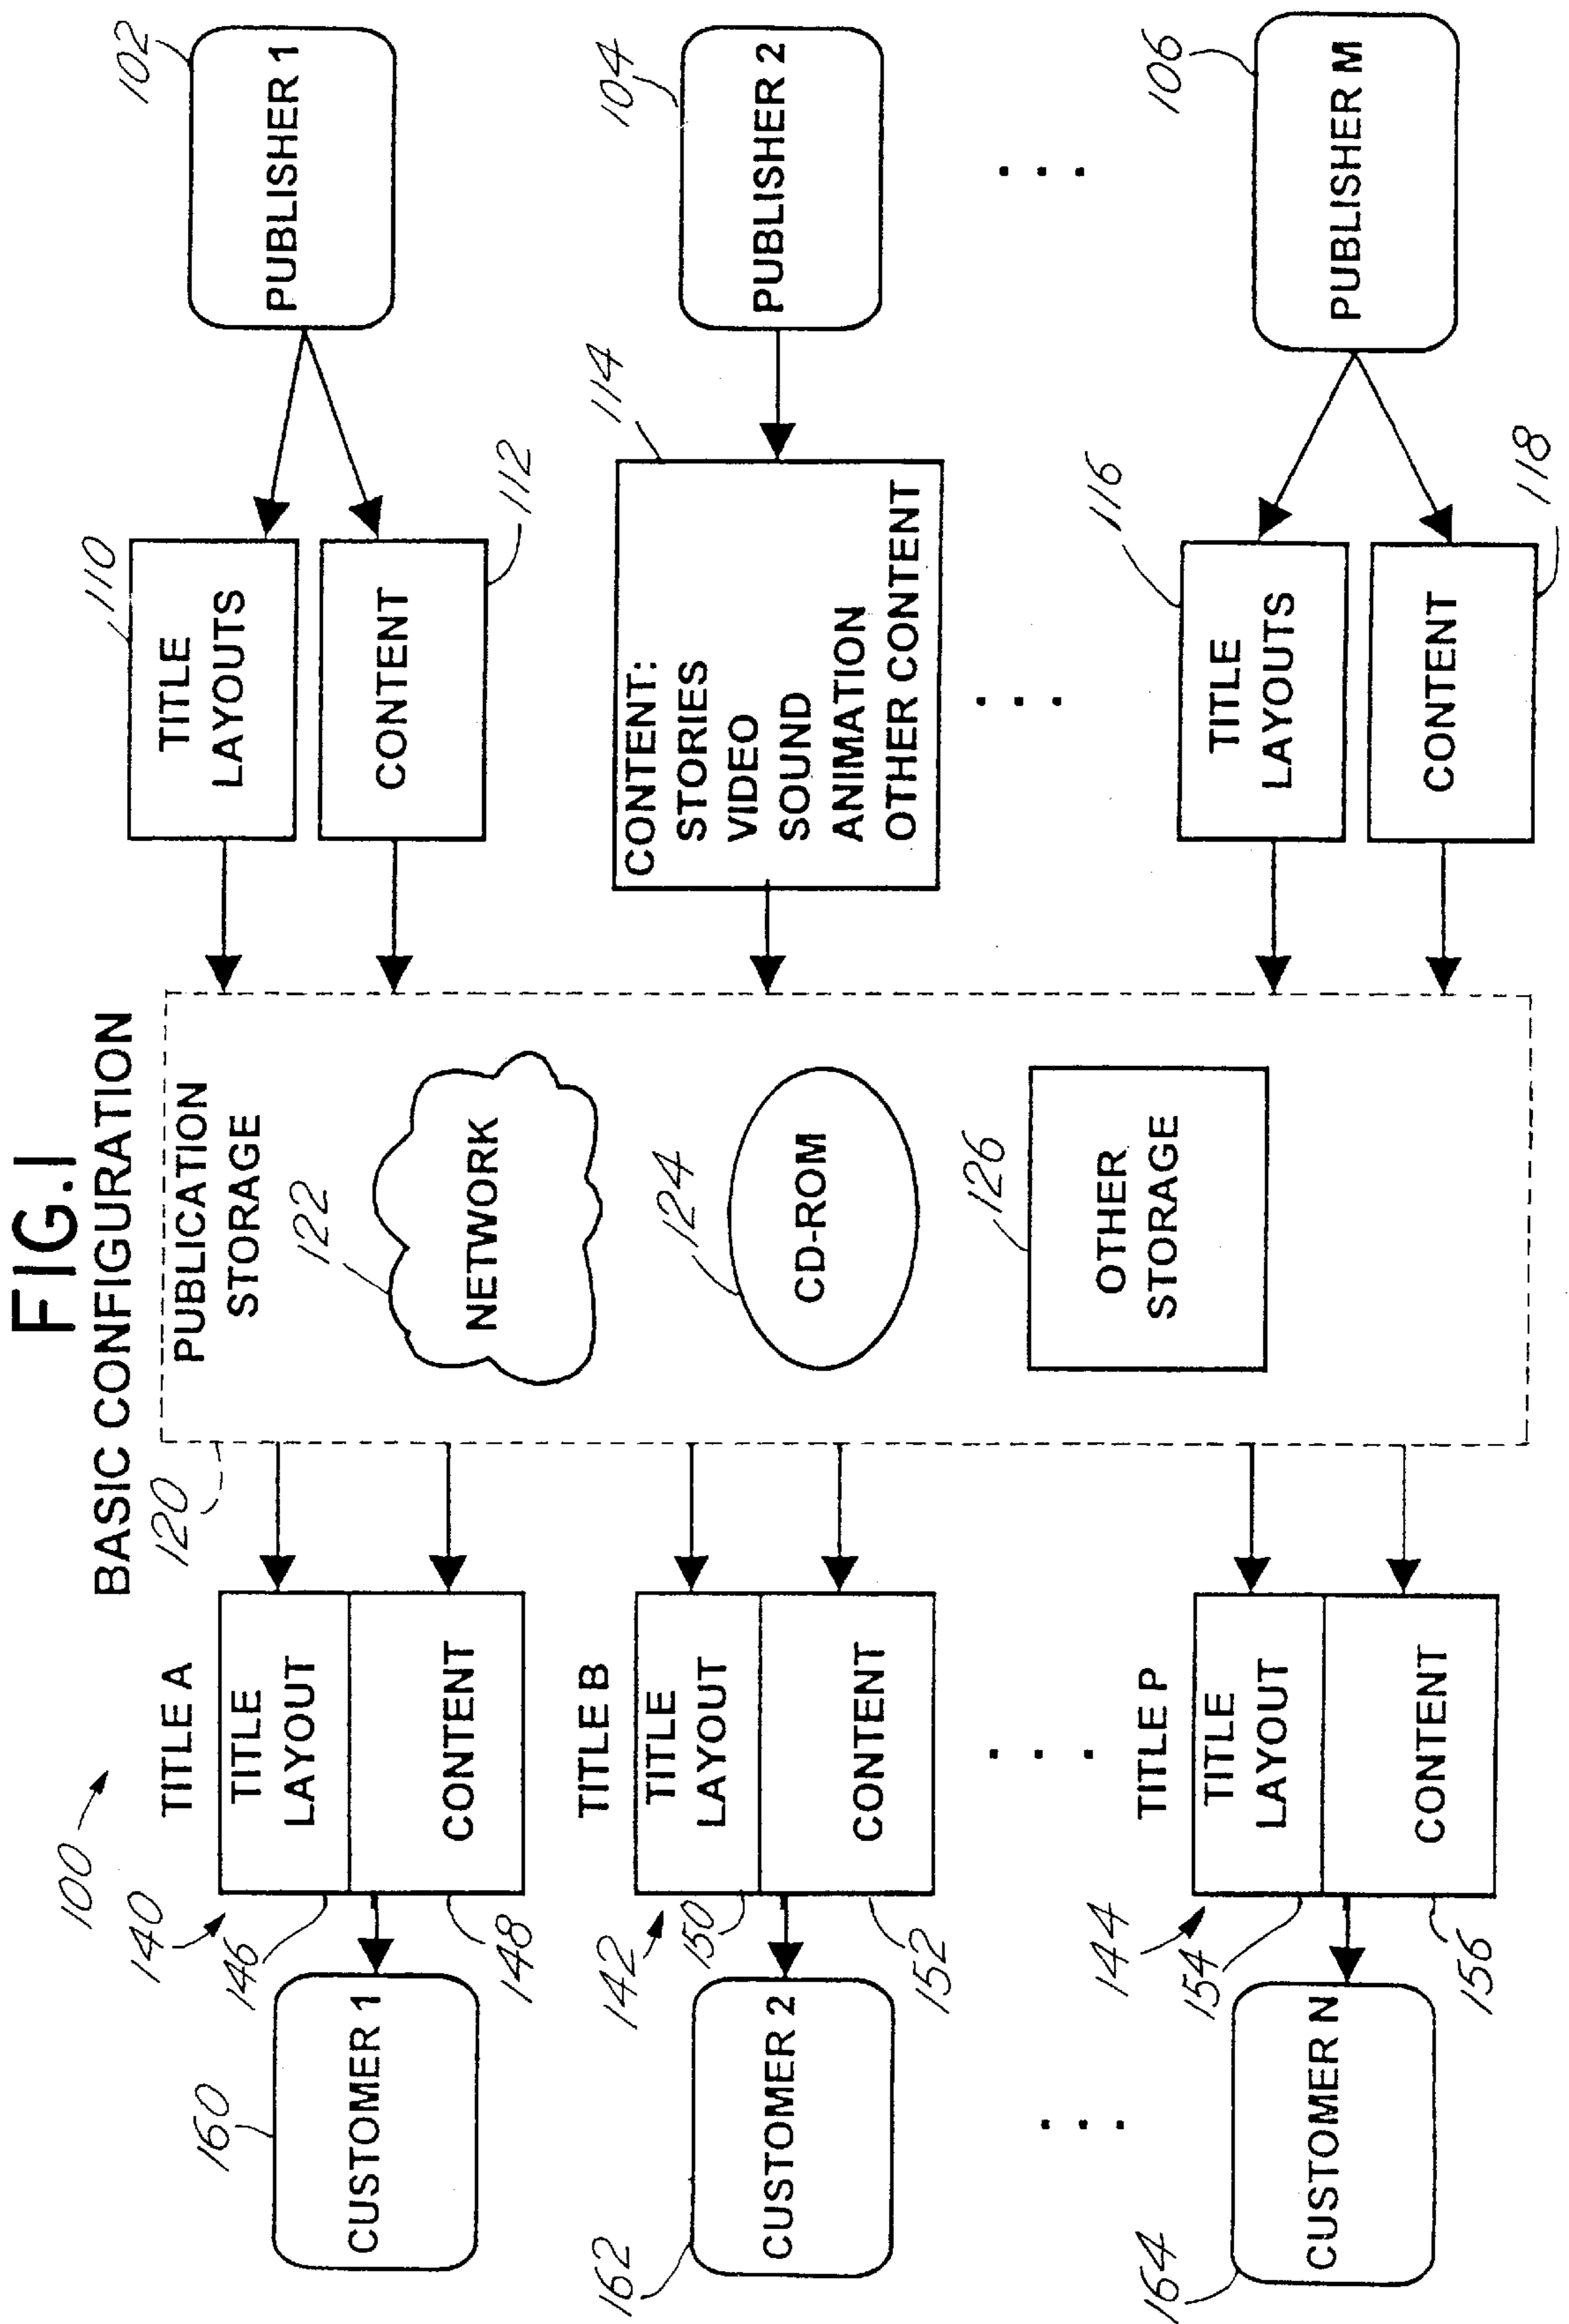 FIG.1
BASIC CONFIGURATION
100
102
PUBLISHER 1
104
PUBLISHER 2
. . .
106
PUBLISHER M
110
TITLE
LAYOUTS
CONTENT
112
114
CONTENT:
STORIES
VIDEO
SOUND
ANIMATION
OTHER CONTENT
. . .
116
TITLE
LAYOUTS
CONTENT
118
120
PUBLICATION
STORAGE
122
NETWORK
124
CD-ROM
126
OTHER
STORAGE
TITLE A
140
TITLE
LAYOUT
146
CONTENT
148
TITLE B
142
TITLE
LAYOUT
150
CONTENT
152
. . .
TITLE P
144
TITLE
LAYOUT
154
CONTENT
156
160
CUSTOMER 1
162
CUSTOMER 2
. . .
164
CUSTOMER N